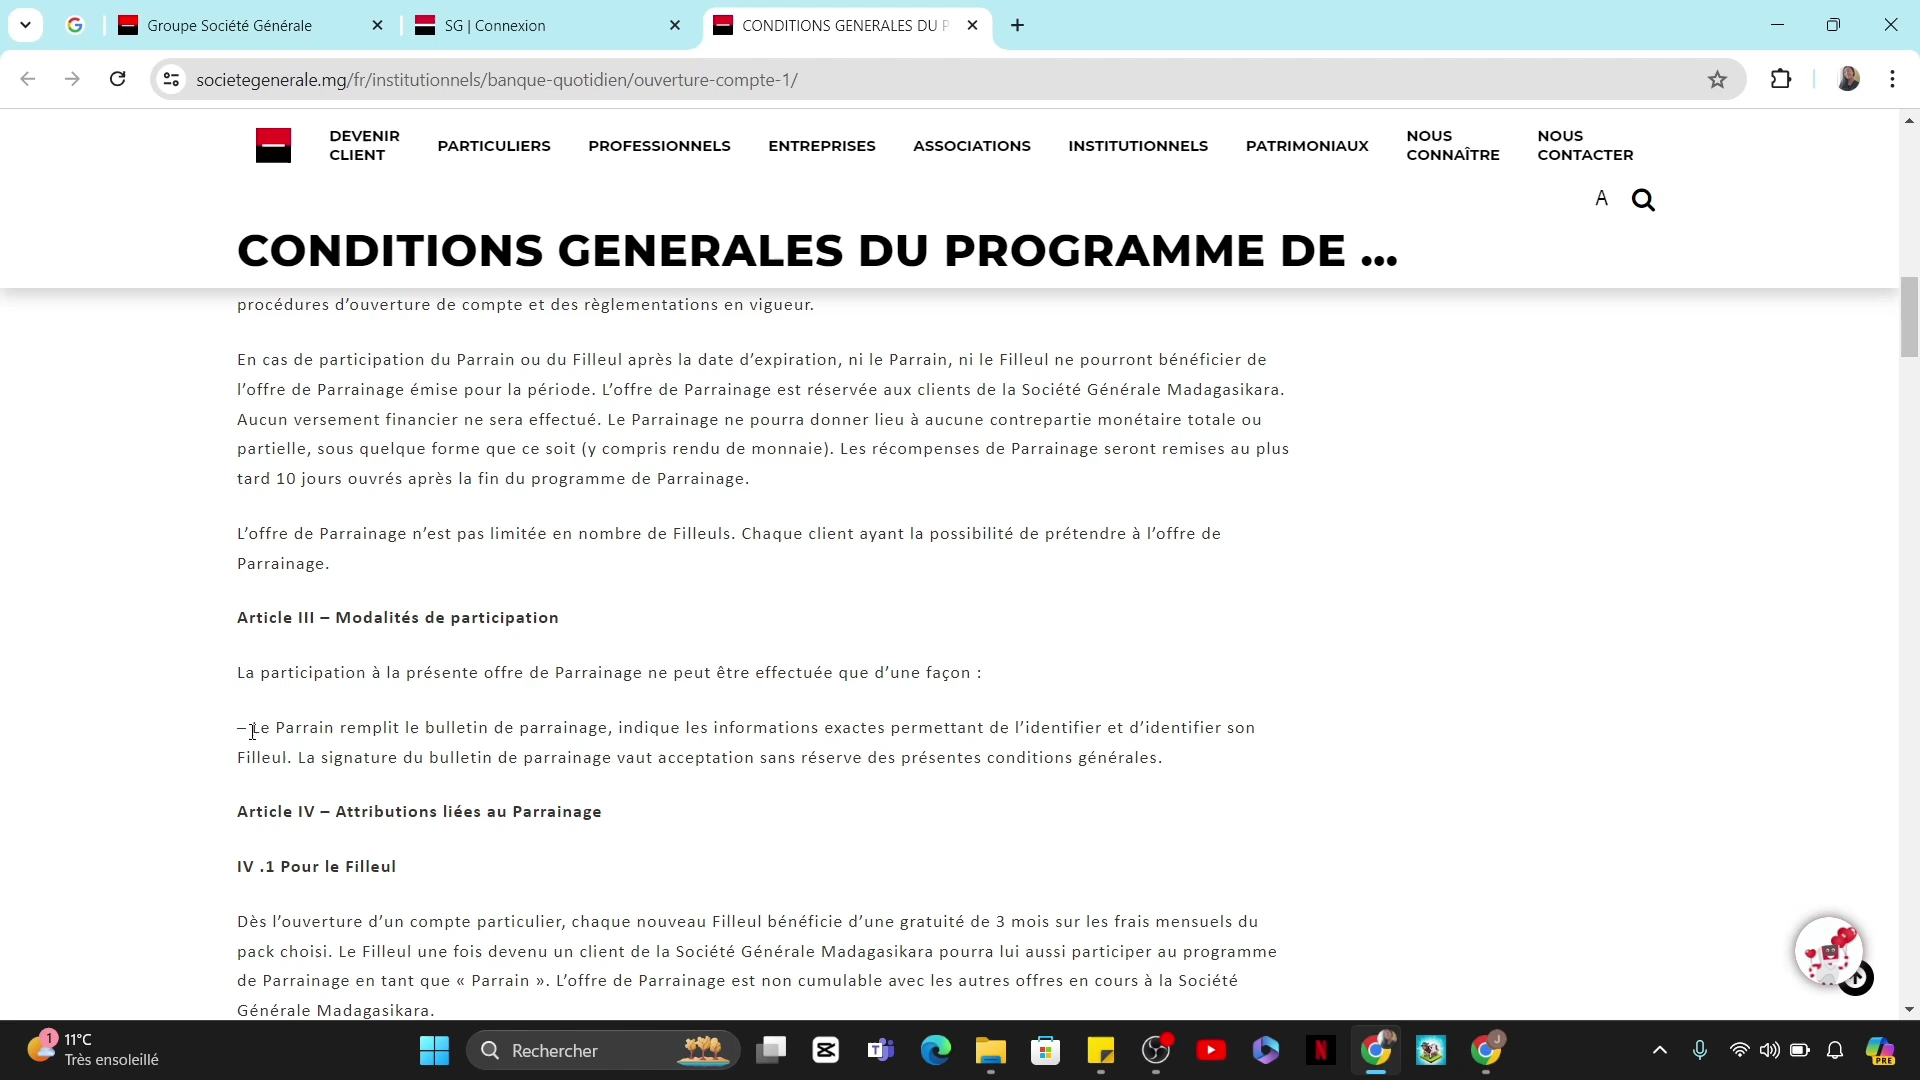 Groupe Société Générale
SG | Connexion
CONDITIONS GENERALES DU P
societegenerale.mg/fr/institutionnels/banque-quotidien/ouverture-compte-1/
DEVENIR CLIENT
PARTICULIERS
PROFESSIONNELS
ENTREPRISES
ASSOCIATIONS
INSTITUTIONNELS
PATRIMONIAUX
NOUS CONNAÎTRE
NOUS CONTACTER
A
CONDITIONS GENERALES DU PROGRAMME DE ...
procédures d’ouverture de compte et des règlementations en vigueur.
En cas de participation du Parrain ou du Filleul après la date d’expiration, ni le Parrain, ni le Filleul ne pourront bénéficier de
l’offre de Parrainage émise pour la période. L’offre de Parrainage est réservée aux clients de la Société Générale Madagasikara.
Aucun versement financier ne sera effectué. Le Parrainage ne pourra donner lieu à aucune contrepartie monétaire totale ou
partielle, sous quelque forme que ce soit (y compris rendu de monnaie). Les récompenses de Parrainage seront remises au plus
tard 10 jours ouvrés après la fin du programme de Parrainage.
L’offre de Parrainage n’est pas limitée en nombre de Filleuls. Chaque client ayant la possibilité de prétendre à l’offre de
Parrainage.
Article III – Modalités de participation
La participation à la présente offre de Parrainage ne peut être effectuée que d’une façon :
– Le Parrain remplit le bulletin de parrainage, indique les informations exactes permettant de l’identifier et d’identifier son
Filleul. La signature du bulletin de parrainage vaut acceptation sans réserve des présentes conditions générales.
Article IV – Attributions liées au Parrainage
IV .1 Pour le Filleul
Dès l’ouverture d’un compte particulier, chaque nouveau Filleul bénéficie d’une gratuité de 3 mois sur les frais mensuels du
pack choisi. Le Filleul une fois devenu un client de la Société Générale Madagasikara pourra lui aussi participer au programme
de Parrainage en tant que « Parrain ». L’offre de Parrainage est non cumulable avec les autres offres en cours à la Société
Générale Madagasikara.
1
11°C
Très ensoleillé
Rechercher
N
J
PRE